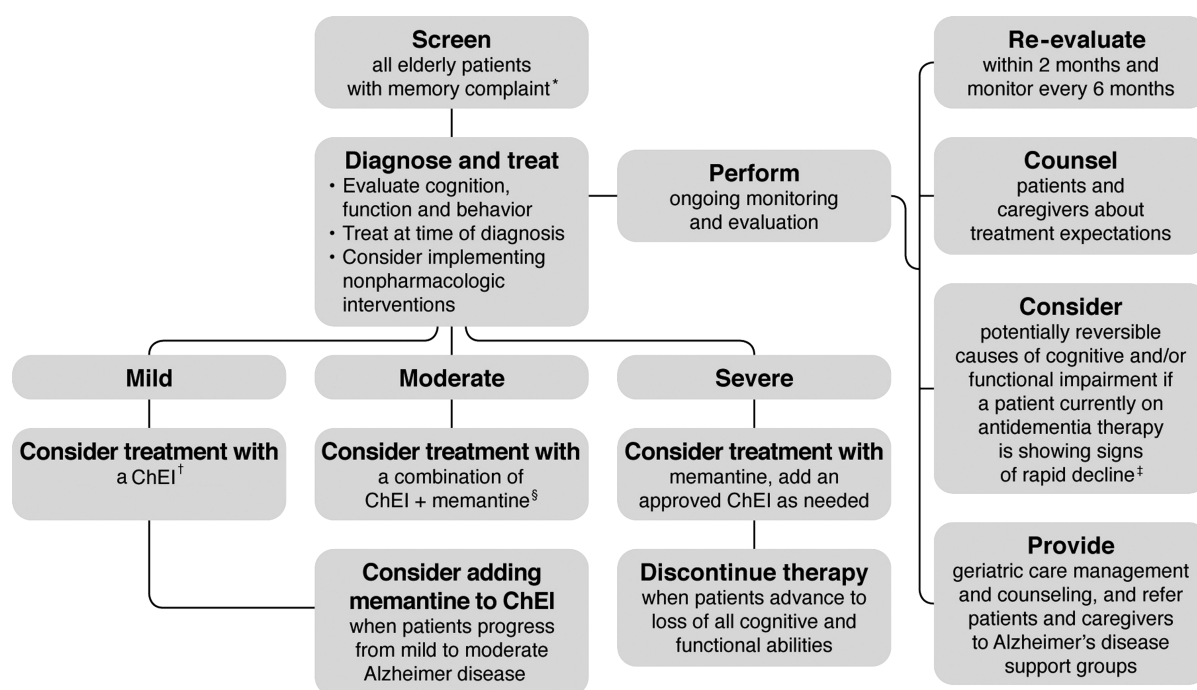 Screen
all elderly patients
with memory complaint*
Diagnose and treat
• Evaluate cognition,
function and behavior
• Treat at time of diagnosis
• Consider implementing
nonpharmacologic
interventions
Perform
ongoing monitoring
and evaluation
Re-evaluate
within 2 months and
monitor every 6 months
Counsel
patients and
caregivers about
treatment expectations
Consider
potentially reversible
causes of cognitive and/or
functional impairment if
a patient currently on
antidementia therapy
is showing signs
of rapid decline‡
Provide
geriatric care management
and counseling, and refer
patients and caregivers
to Alzheimer’s disease
support groups
Mild
Consider treatment with
a ChEI†
Moderate
Consider treatment with
a combination of
ChEI + memantine§
Consider adding
memantine to ChEI
when patients progress
from mild to moderate
Alzheimer disease
Severe
Consider treatment with
memantine, add an
approved ChEI as needed
Discontinue therapy
when patients advance to
loss of all cognitive and
functional abilities